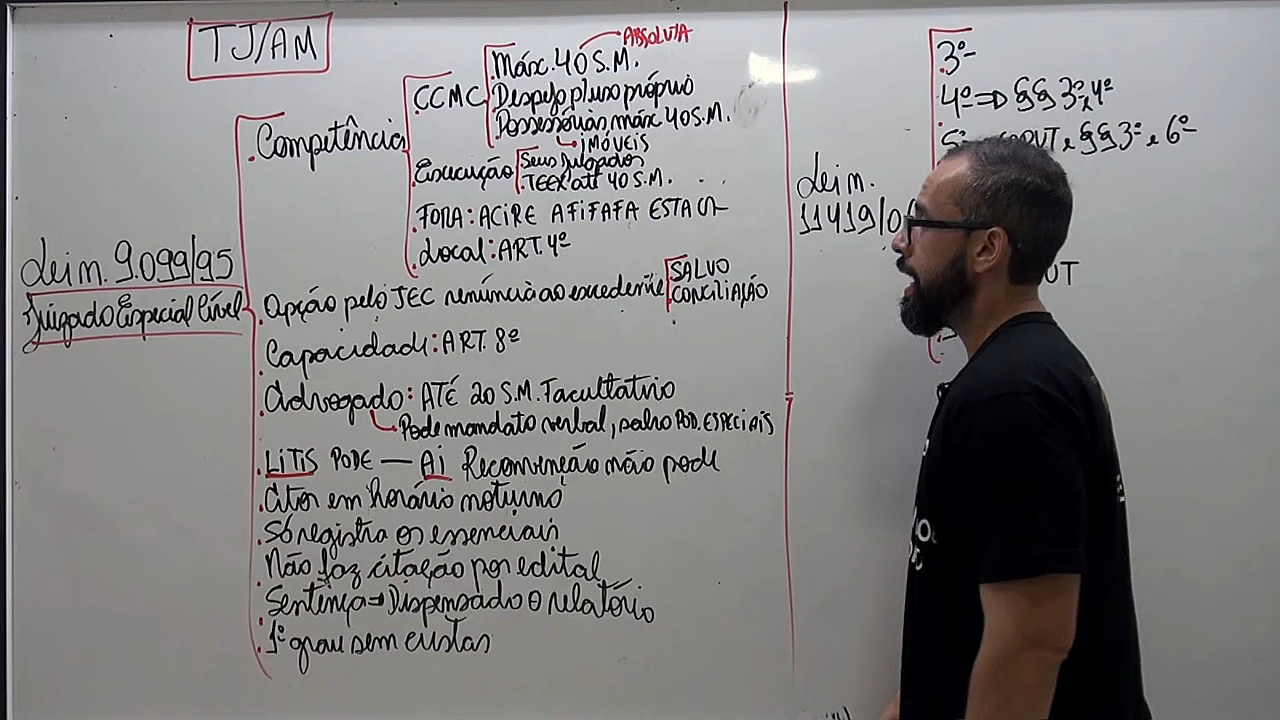 TJ/AM
Lei n. 9.099/95
Juizado Especial Cível
. Competência
CCMC
Máx. 40 S.M. ABSOLUTA
Despejo p/ uso próprio
Possessórias máx 40 S.M.
iMÓVEIS
Execução
Seus julgados
.TEEX até 40 S.M.
.FORA: ACIRE AFIFAFA ESTA
.Local: ART. 4º
. Opção pelo JEC renúncia ao excedente
SALVO
CONCILIAÇÃO
. Capacidade: ART. 8º
. Advogado: ATÉ 20 S.M. Facultativo
Pode mandato verbal, salvo POD. ESPECIAIS
. LiTiS PODE — Ai Reconvenção não pode
. Atos em horário noturno
. Só registra os essenciais
. Não faz citação por edital
. Sentença => Dispensado o relatório
. 1º grau sem custas
Lei n.
11419/0
3º-
4º => §§ 3º, 4º
§§ 3º e 6º
UT